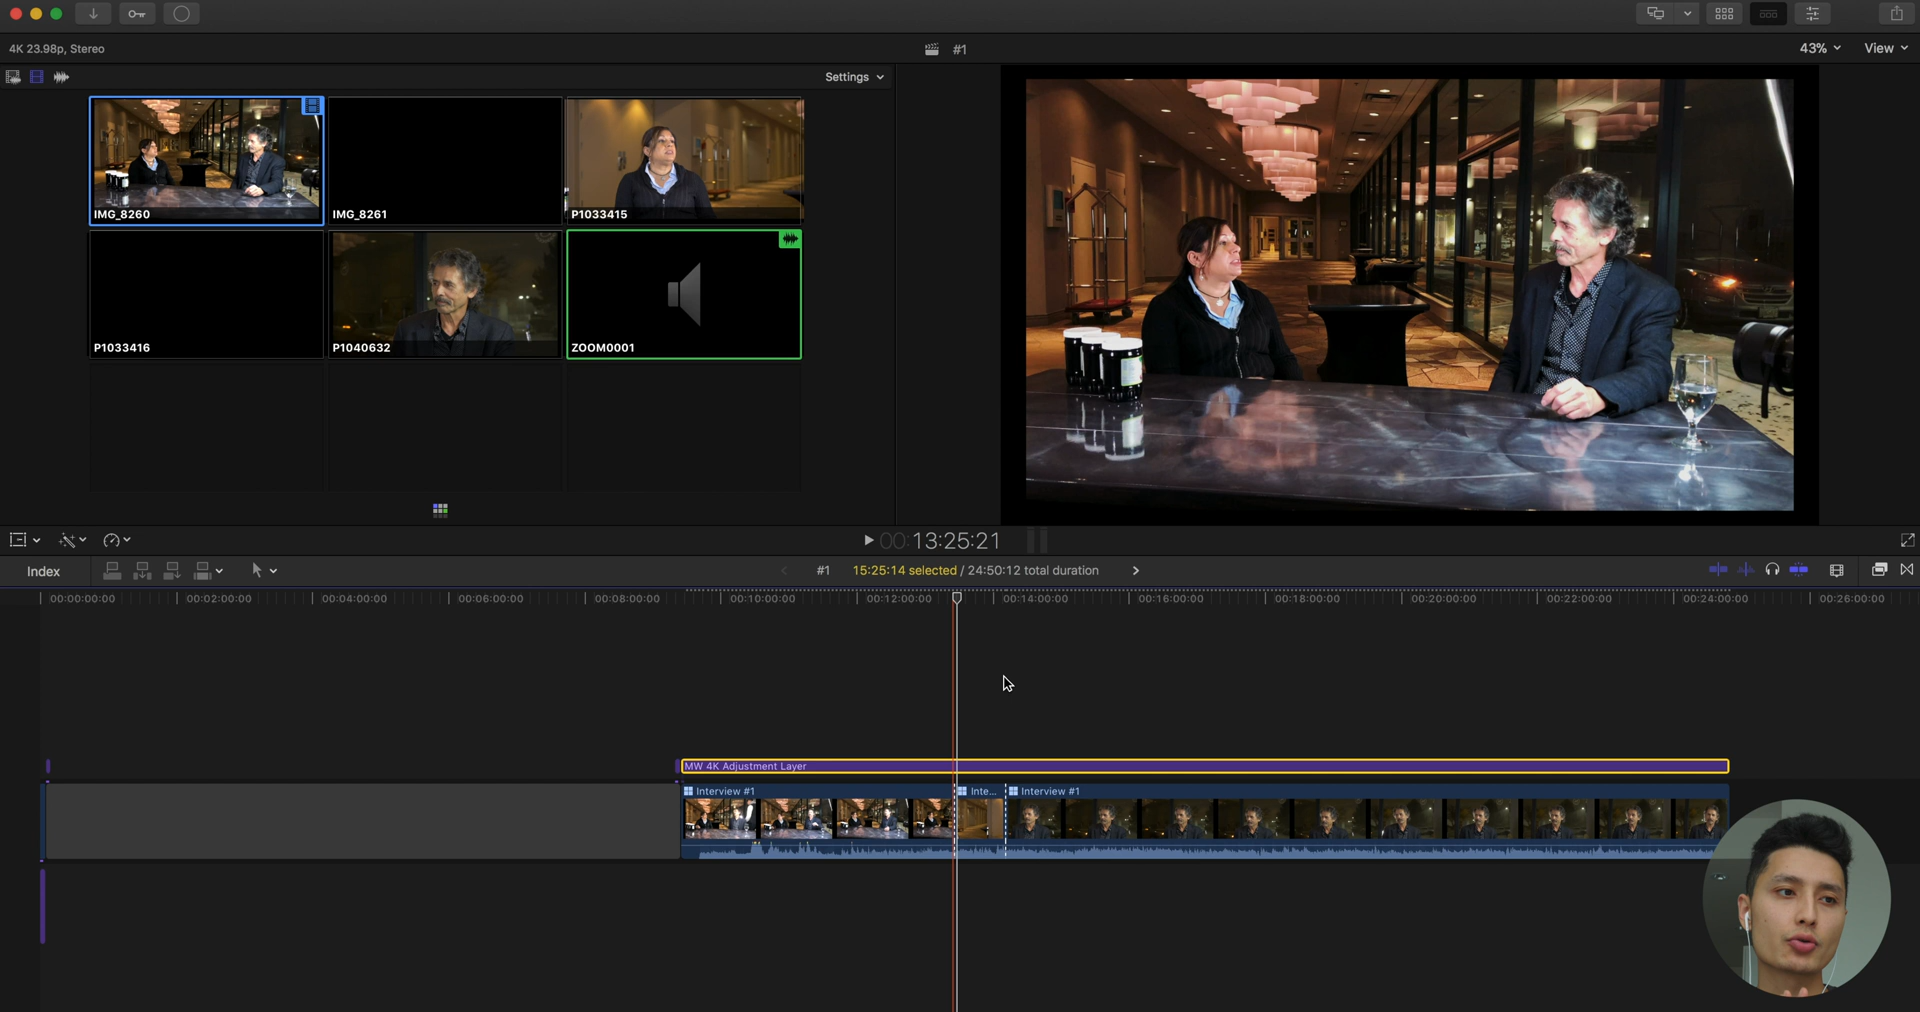 4K 23.98p, Stereo
#1
43%
View
Settings
IMG_8260
IMG_8261
P1033415
P1033416
P1040632
ZOOM0001
00:13:25:21
Index
#1
15:25:14 selected / 24:50:12 total duration
00:00:00:00
00:02:00:00
00:04:00:00
00:06:00:00
00:08:00:00
00:10:00:00
00:12:00:00
00:14:00:00
00:16:00:00
00:18:00:00
00:20:00:00
00:22:00:00
00:24:00:00
00:26:00:00
MW 4K Adjustment Layer
Interview #1
Inte...
Interview #1